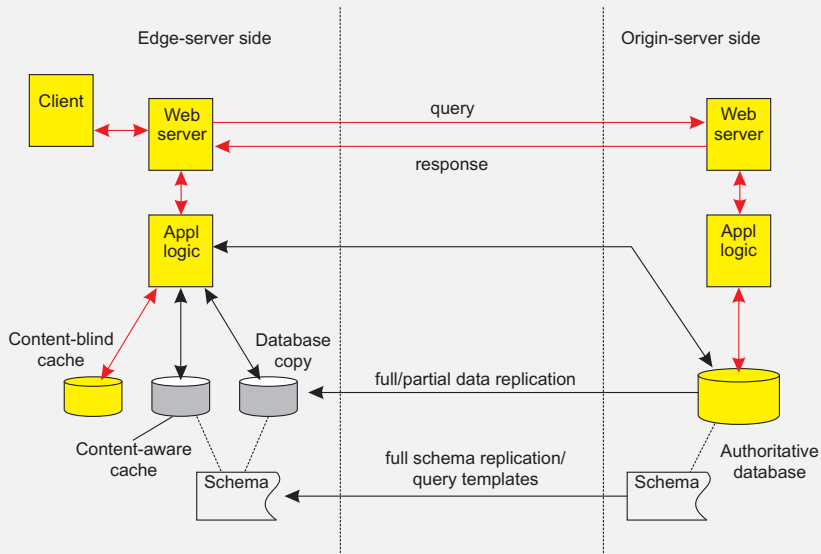 Edge-server side
Origin-server side
Client
Web
server
query
Web
server
response
Appl
logic
Appl
logic
Content-blind
cache
Database
copy
full/partial data replication
Content-aware
cache
Authoritative
database
full schema replication/
query templates
Schema
Schema